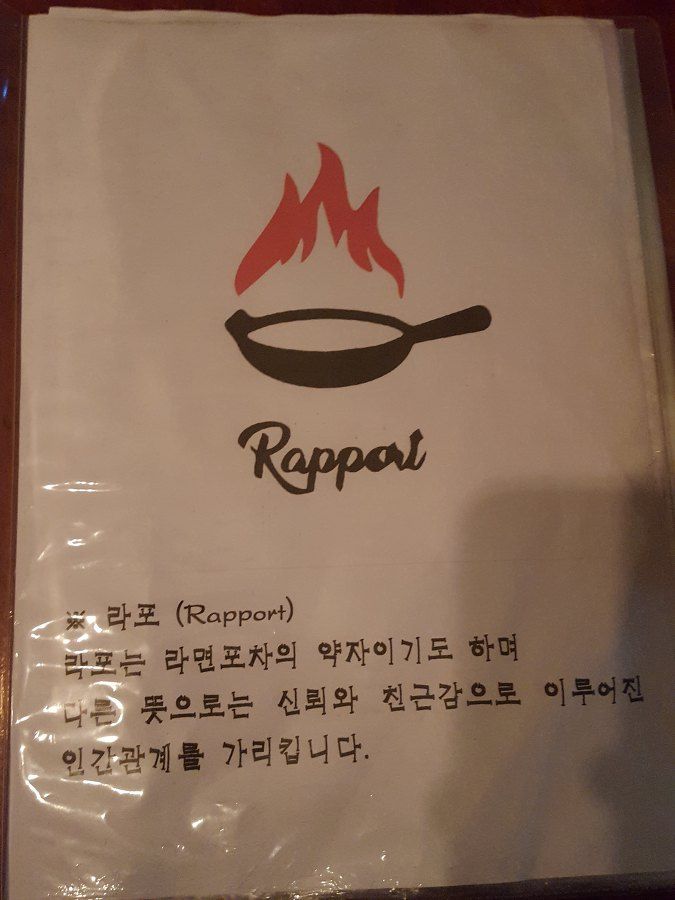 Rapport
※ 라포 (Rapport)
라포는 라면포차의 약자이기도 하며
다른 뜻으로는 신뢰와 친근감으로 이루어진
인간관계를 가리킵니다.